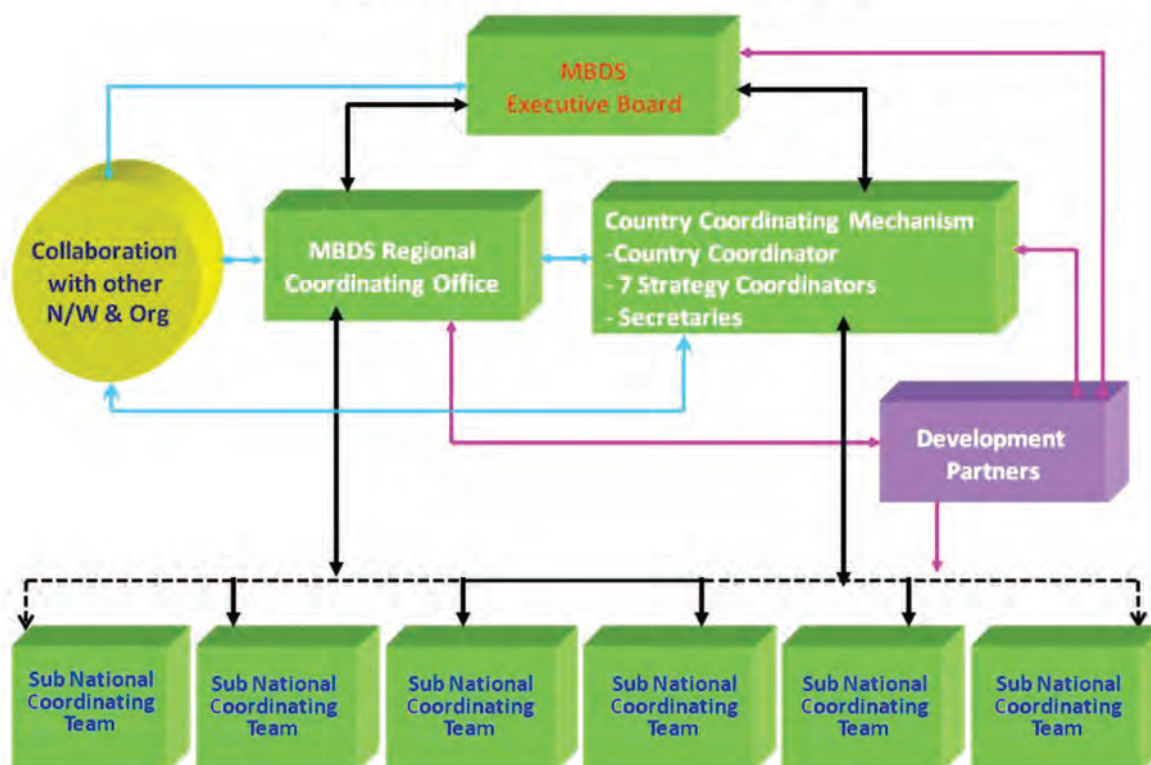 MBDS
Executive Board
Collaboration
with other
N/W & Org
MBDS Regional
Coordinating Office
Country Coordinating Mechanism
-Country Coordinator
- 7 Strategy Coordinators
- Secretaries
Development
Partners
Sub National
Coordinating
Team
Sub National
Coordinating
Team
Sub National
Coordinating
Team
Sub National
Coordinating
Team
Sub National
Coordinating
Team
Sub National
Coordinating
Team